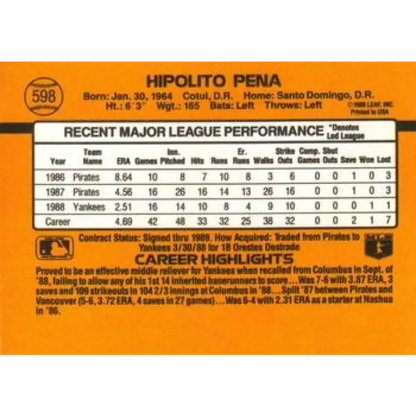 598
HIPOLITO PENA
Born: Jan. 30, 1964 Cotui, D.R. Home: Santo Domingo, D.R.
Ht.: 6'3" Wgt.: 165 Bats: Left Throws: Left
©1989 LEAF, INC.
Printed in USA
RECENT MAJOR LEAGUE PERFORMANCE *Denotes Led League
Year Team Name ERA Games Inn. Pitched Hits Runs Er. Runs Walks Strike Outs Games Start. Comp. Games Shut Outs Save Won Lost
1986 Pirates 8.64 10 8 7 10 8 3 6 1 0 0 1 0 3
1987 Pirates 4.56 16 26 16 14 13 26 16 1 0 0 1 0 3
1988 Yankees 2.51 16 14 10 8 4 9 10 0 0 0 0 1 1
Career 4.69 42 48 33 32 25 38 32 2 0 0 2 1 7
Contract Status: Signed thru 1989. How Acquired: Traded from Pirates to
Yankees 3/30/88 for 1B Orestes Destrade
CAREER HIGHLIGHTS
Proved to be an effective middle reliever for Yankees when recalled from Columbus in Sept. of
'88, failing to allow any of his 1st 14 inherited baserunners to score... Was 7-6 with 3.87 ERA, 3
saves and 109 strikeouts in 104 2/3 innings at Columbus in '88... Split '87 between Pirates and
Vancouver (5-6, 3.72 ERA, 4 saves in 27 games)... Was 6-4 with 2.31 ERA as a starter at Nashoa
in '86.